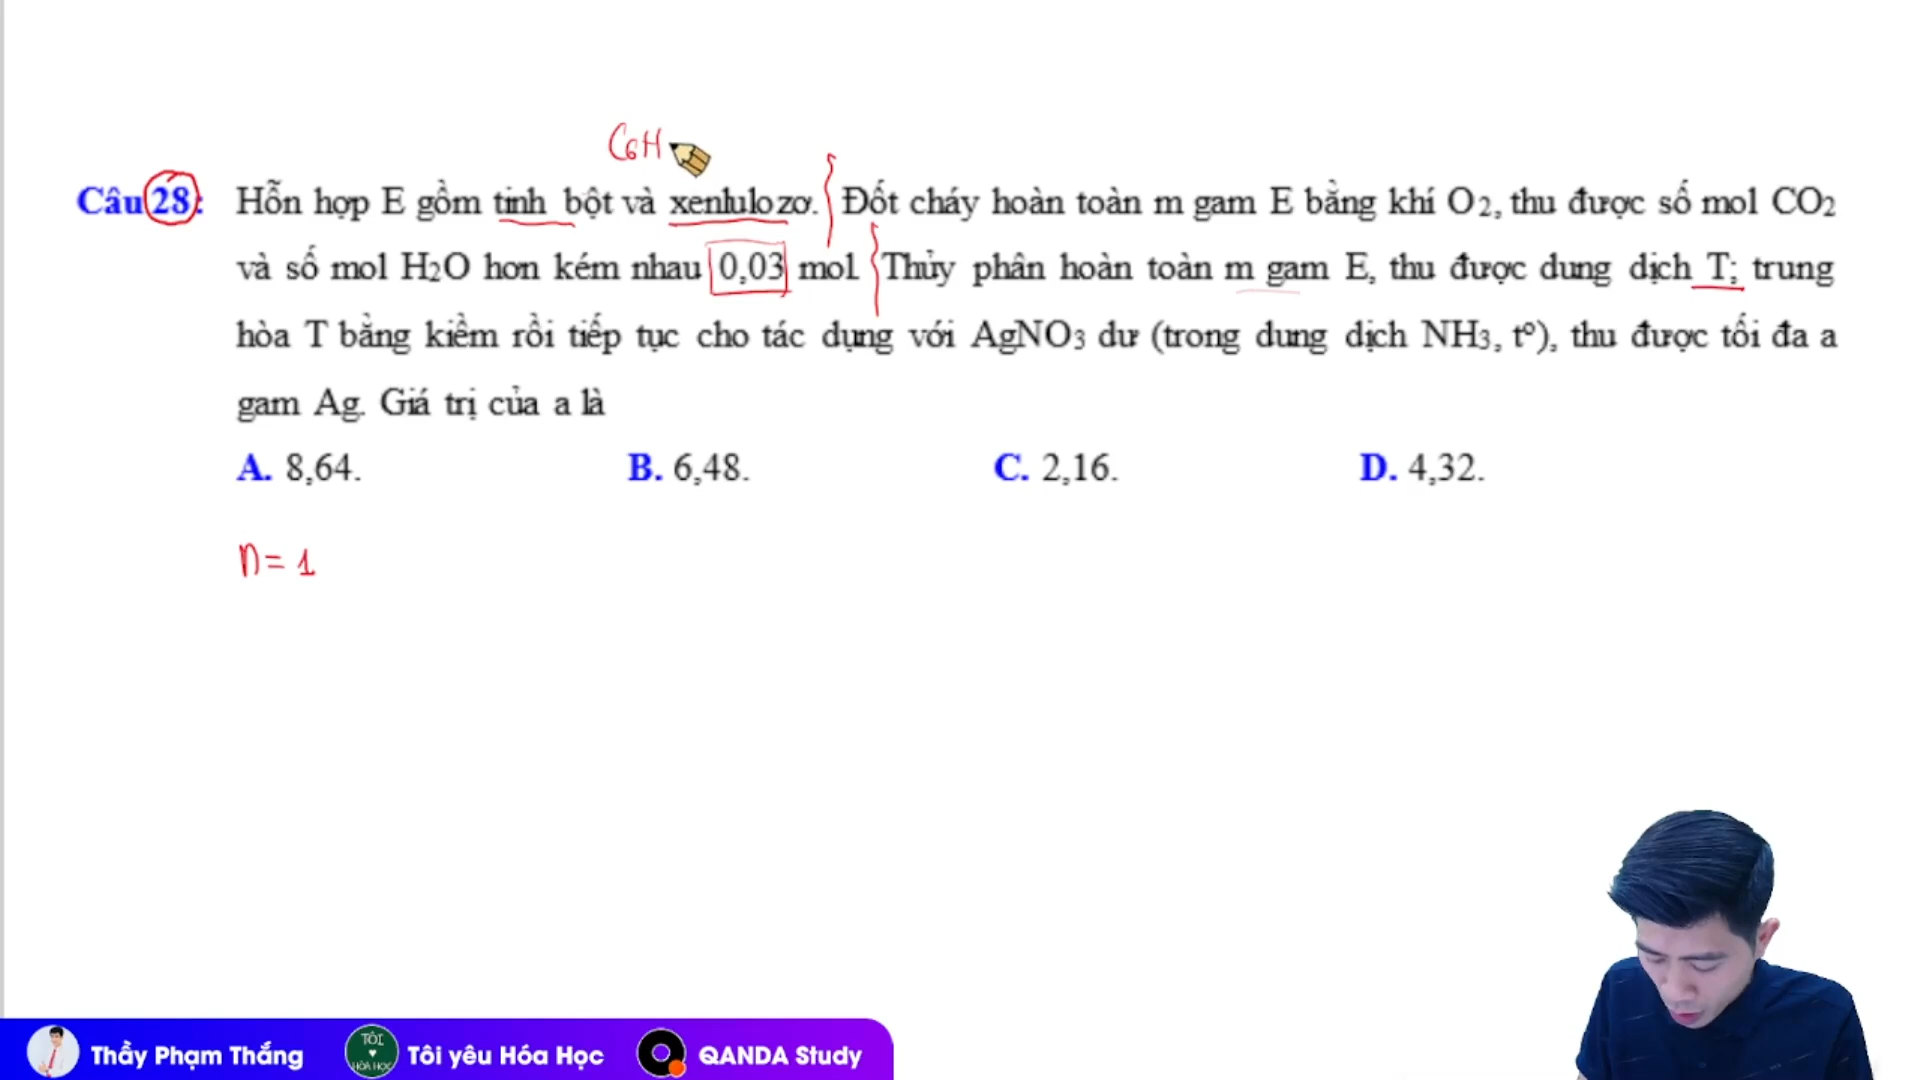 C6H
Câu 28: Hỗn hợp E gồm tinh bột và xenlulozơ. Đốt cháy hoàn toàn m gam E bằng khí O2, thu được số mol CO2
và số mol H2O hơn kém nhau 0,03 mol. Thủy phân hoàn toàn m gam E, thu được dung dịch T; trung
hòa T bằng kiềm rồi tiếp tục cho tác dụng với AgNO3 dư (trong dung dịch NH3, t°), thu được tối đa a
gam Ag. Giá trị của a là
A. 8,64. B. 6,48. C. 2,16. D. 4,32.
n = 1
Thầy Phạm Thắng TÔI ♥ HÓA HỌC Tôi yêu Hóa Học QANDA Study